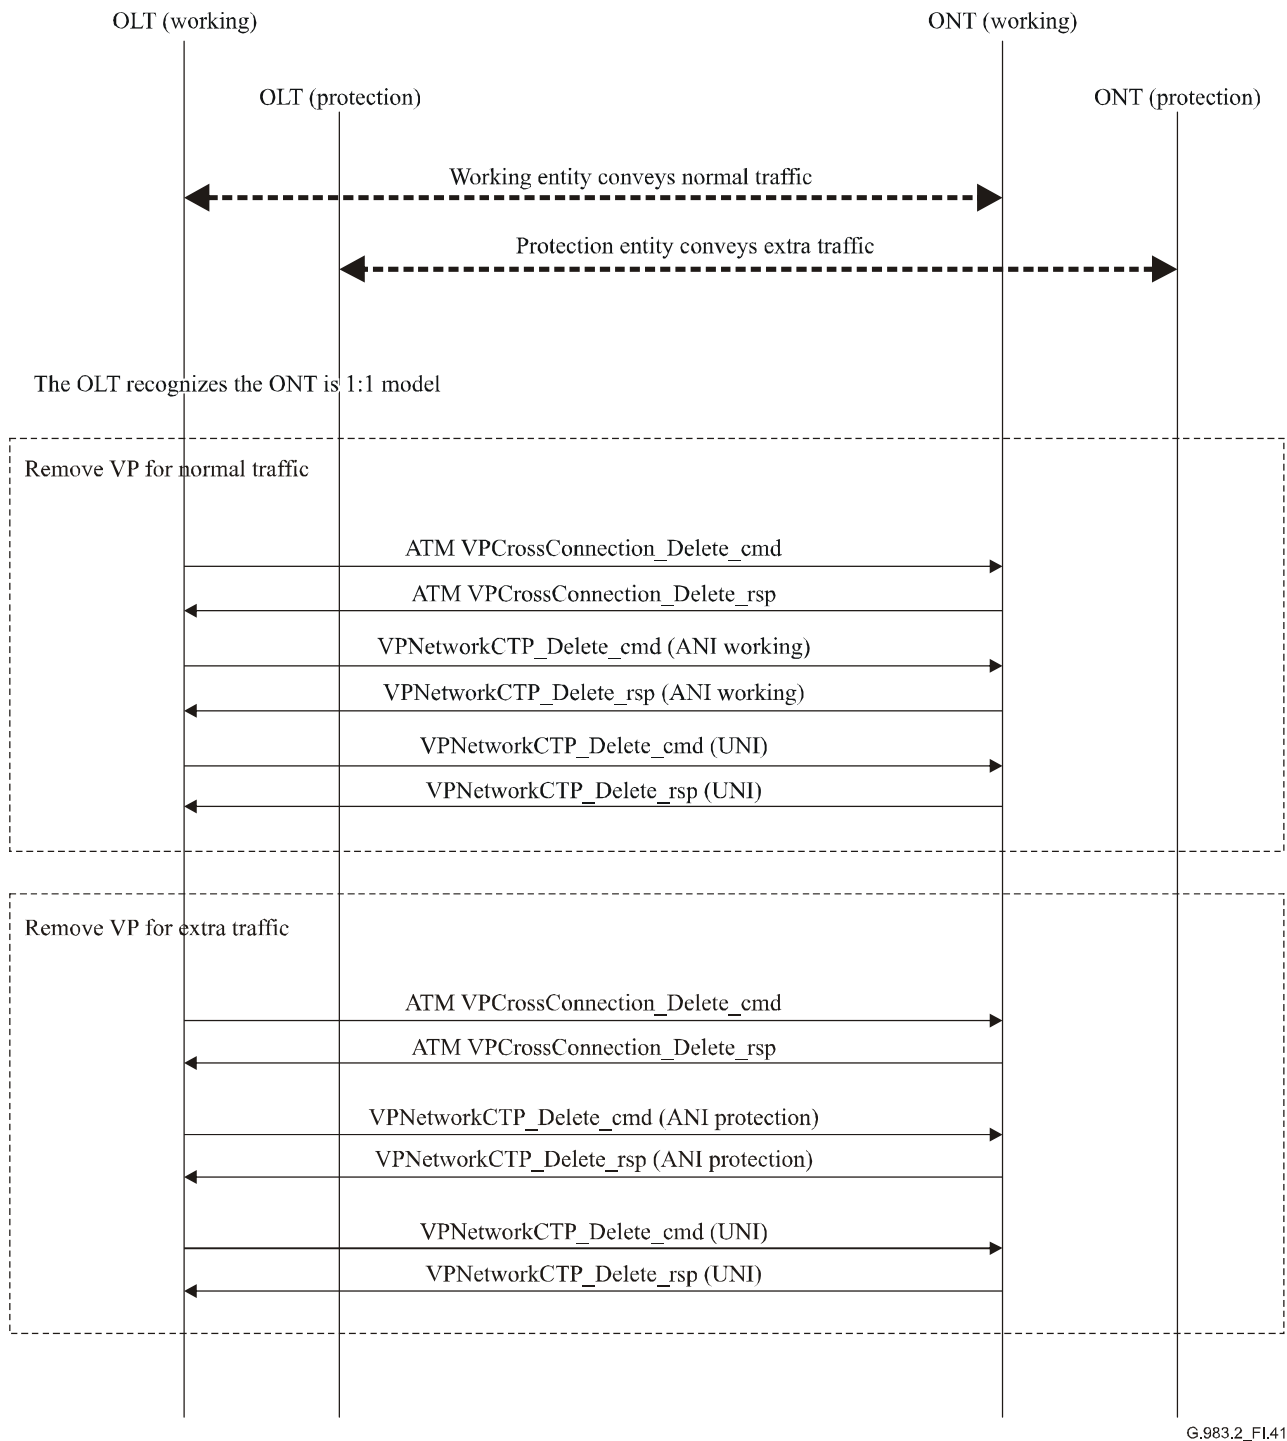 OLT (working)
ONT (working)
OLT (protection)
ONT (protection)
Working entity conveys normal traffic
Protection entity conveys extra traffic
The OLT recognizes the ONT is 1:1 model
Remove VP for normal traffic
ATM VPCrossConnection_Delete_cmd
ATM VPCrossConnection_Delete_rsp
VPNetworkCTP_Delete_cmd (ANI working)
VPNetworkCTP_Delete_rsp (ANI working)
VPNetworkCTP_Delete_cmd (UNI)
VPNetworkCTP_Delete_rsp (UNI)
Remove VP for extra traffic
ATM VPCrossConnection_Delete_cmd
ATM VPCrossConnection_Delete_rsp
VPNetworkCTP_Delete_cmd (ANI protection)
VPNetworkCTP_Delete_rsp (ANI protection)
VPNetworkCTP_Delete_cmd (UNI)
VPNetworkCTP_Delete_rsp (UNI)
G.983.2_FI.41